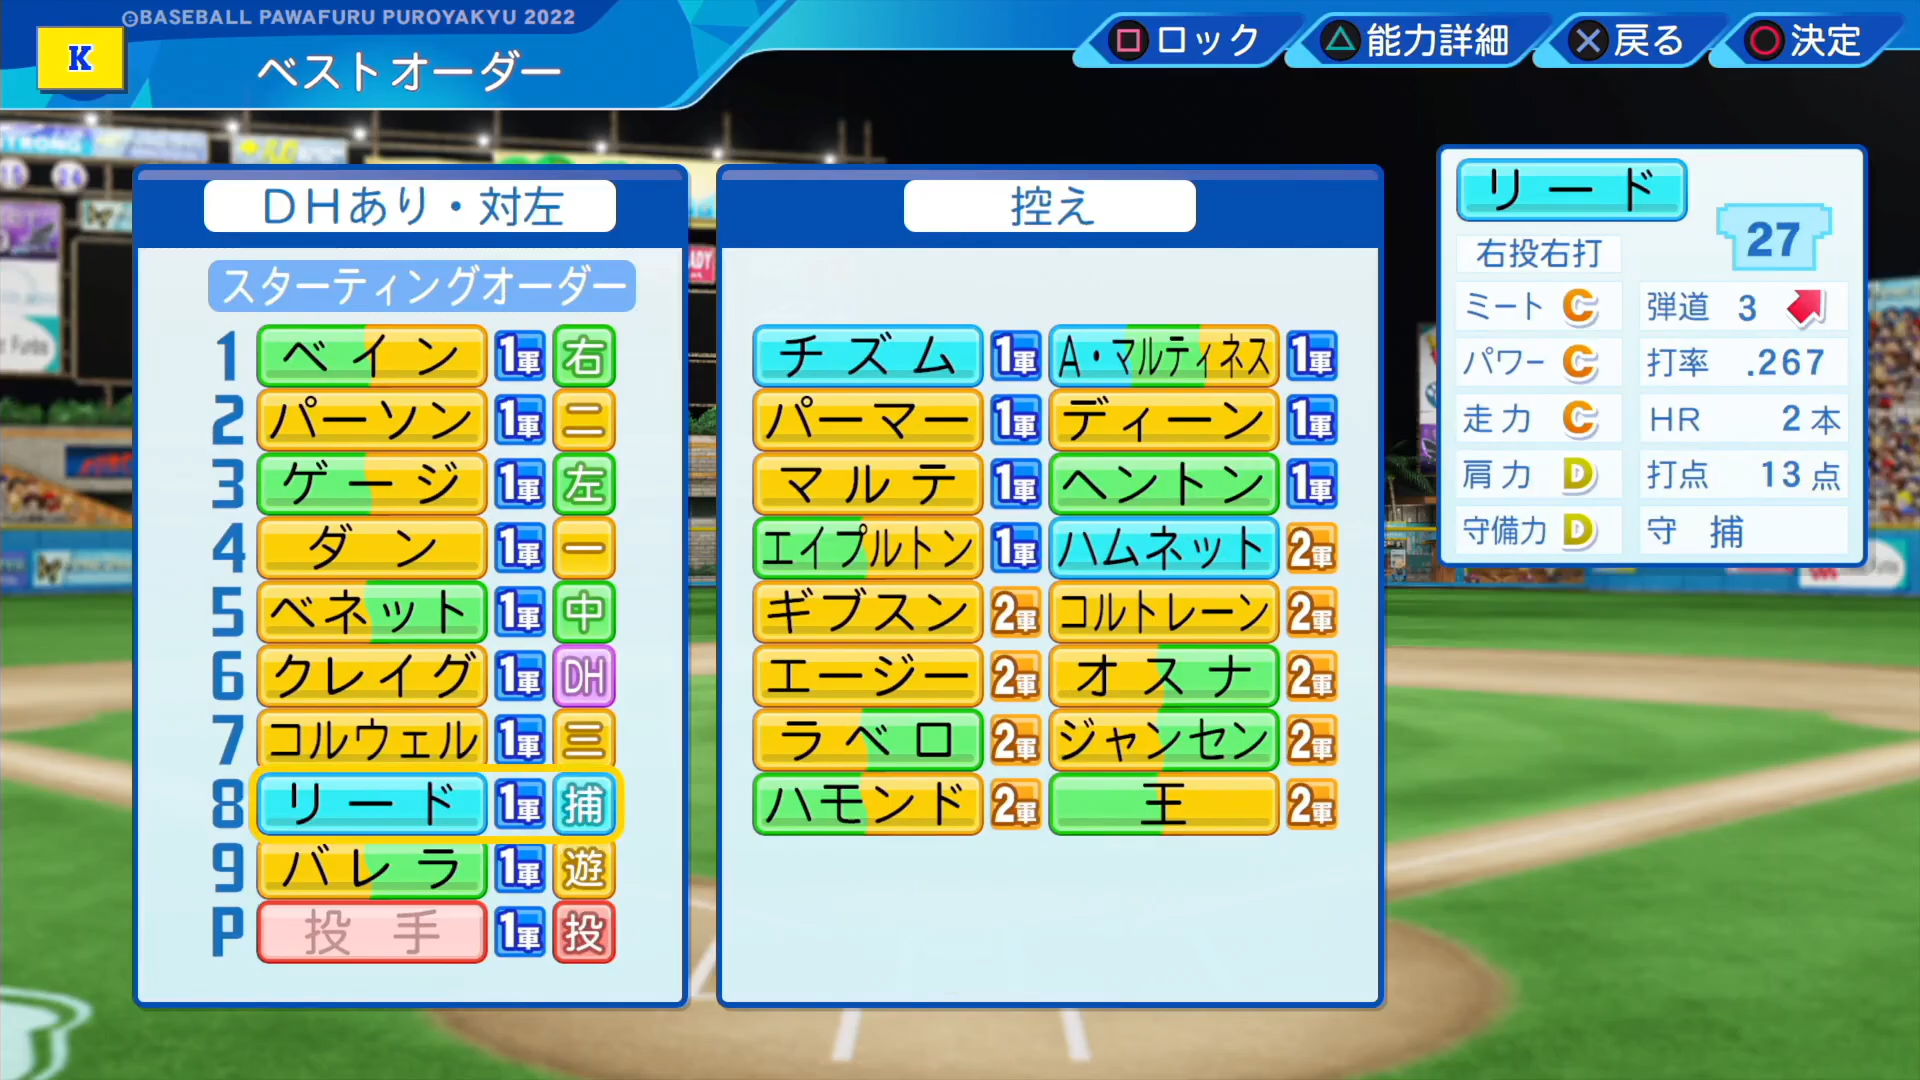 ©BASEBALL PAWAFURU PUROYAKYU 2022
K
ベストオーダー
ロック
能力詳細
戻る
決定
DHあり・対左
スターティングオーダー
1 ベイン 1軍 右
2 パーソン 1軍 二
3 ゲージ 1軍 左
4 ダン 1軍 一
5 ベネット 1軍 中
6 クレイグ 1軍 DH
7 コルウェル 1軍 三
8 リード 1軍 捕
9 バレラ 1軍 遊
P 投手 1軍 投
控え
チズム 1軍 A・マルティネス 1軍
パーマー 1軍 ディーン 1軍
マルテ 1軍 ヘントン 1軍
エイプルトン 1軍 ハムネット 2軍
ギブスン 2軍 コルトレーン 2軍
エージー 2軍 オスナ 2軍
ラベロ 2軍 ジャンセン 2軍
ハモンド 2軍 王 2軍
リード
27
右投右打
ミート C 弾道 3
パワー C 打率 .267
走力 C HR 2本
肩力 D 打点 13点
守備力 D 守 捕